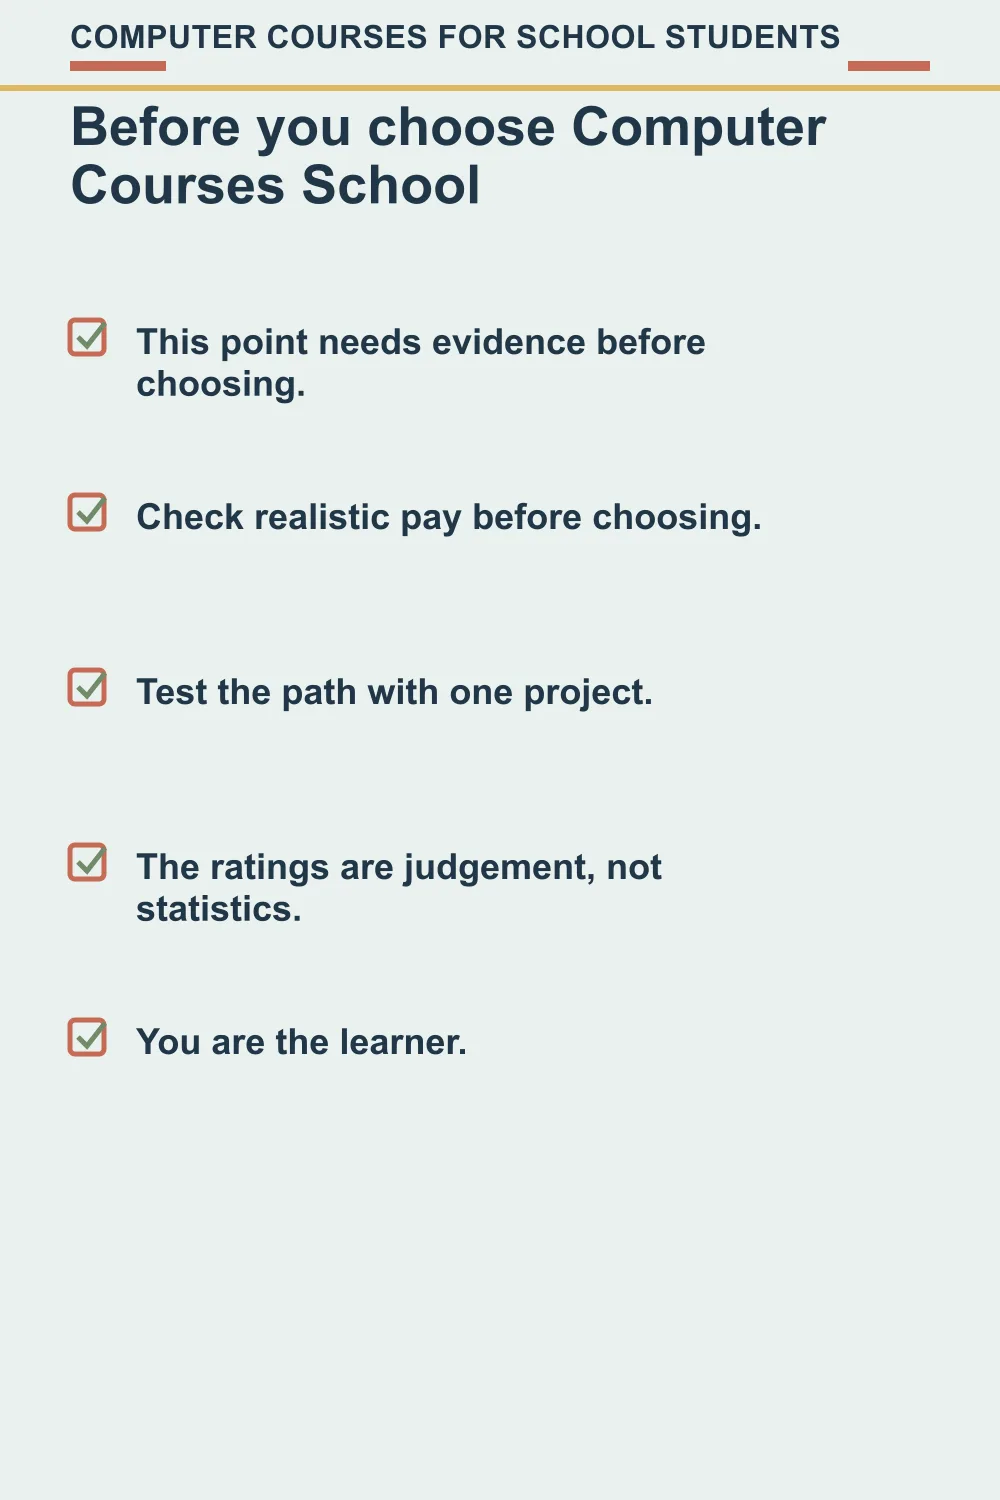 COMPUTER COURSES FOR SCHOOL STUDENTS
Before you choose Computer
Courses School
This point needs evidence before
choosing.
Check realistic pay before choosing.
Test the path with one project.
The ratings are judgement, not
statistics.
You are the learner.